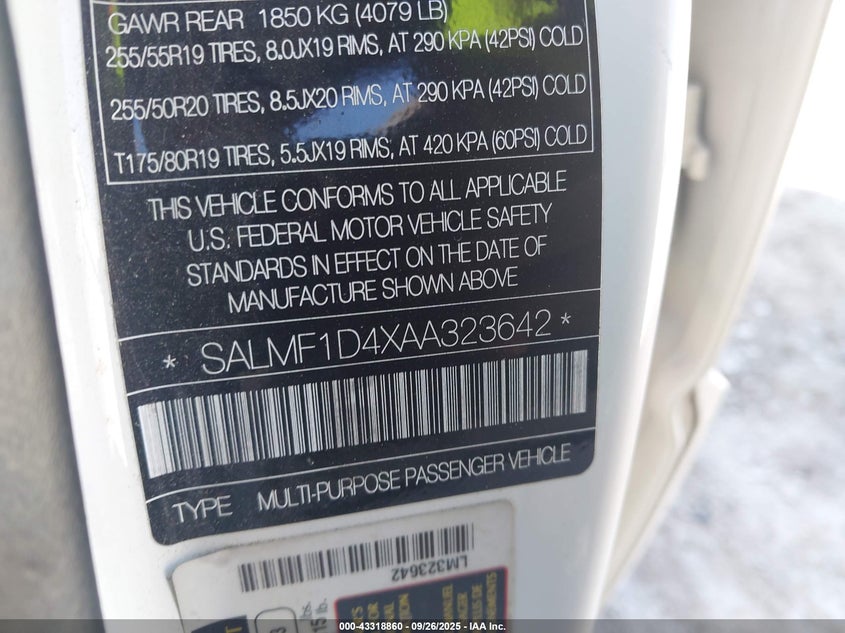 GAWR REAR 1850 KG (4079 LB)
255/55R19 TIRES, 8.0JX19 RIMS, AT 290 KPA (42PSI) COLD
255/50R20 TIRES, 8.5JX20 RIMS, AT 290 KPA (42PSI) COLD
T175/80R19 TIRES, 5.5JX19 RIMS, AT 420 KPA (60PSI) COLD
THIS VEHICLE CONFORMS TO ALL APPLICABLE
U.S. FEDERAL MOTOR VEHICLE SAFETY
STANDARDS IN EFFECT ON THE DATE OF
MANUFACTURE SHOWN ABOVE
* SALMF1D4XAA323642 *
TYPE MULTI-PURPOSE PASSENGER VEHICLE
LM323642
000-43318860 - 09/26/2025 - IAA Inc.